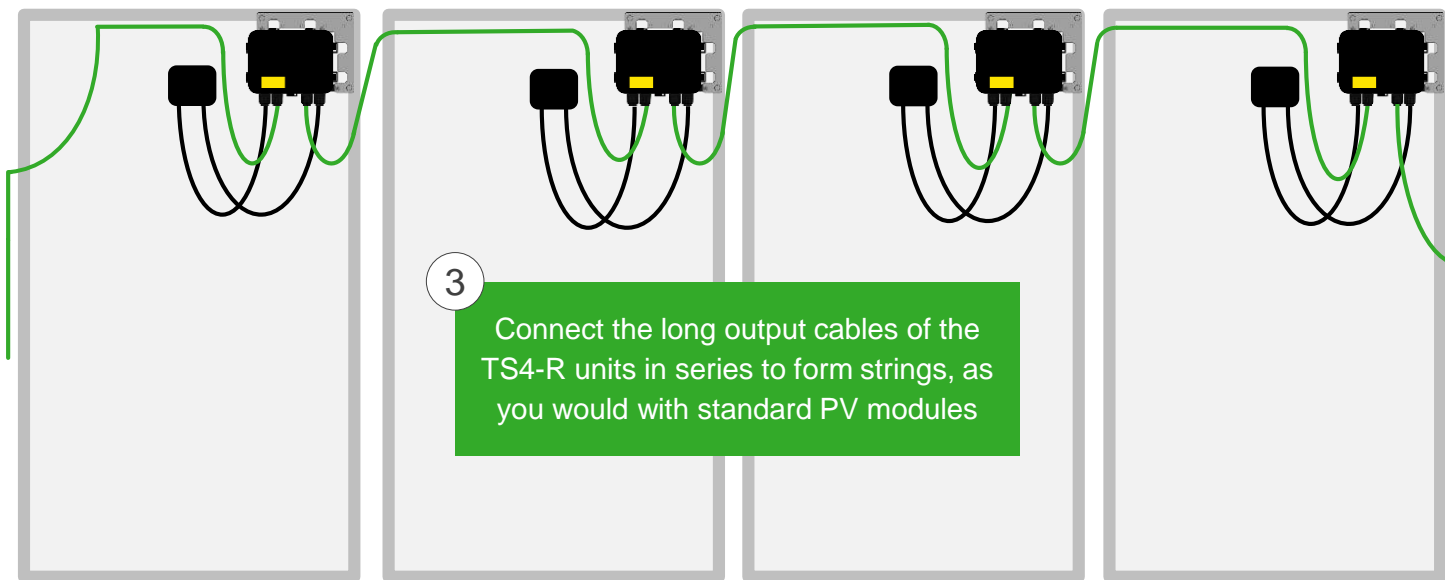 3
Connect the long output cables of the
TS4-R units in series to form strings, as
you would with standard PV modules